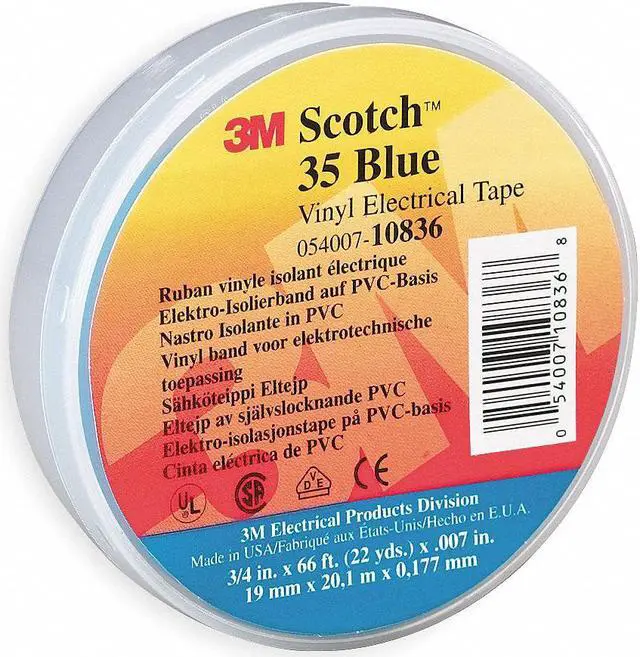 3M Scotch™
35 Blue
Vinyl Electrical Tape
054007-10836
Ruban vinyle isolant électrique
Elektro-Isolierband auf PVC-Basis
Nastro Isolante in PVC
Vinyl band voor elektrotechnische
toepassing
Sähköteippi Eltejp
Eltejp av självslocknande PVC
Elektro-isolasjonstape på PVC-basis
Cinta eléctrica de PVC
0 54007 10836 8
UL SA VDE CE
3M Electrical Products Division
Made in USA/Fabriqué aux États-Unis/Hecho en E.U.A.
3/4 in. x 66 ft. (22 yds.) x .007 in.
19 mm x 20,1 m x 0,177 mm